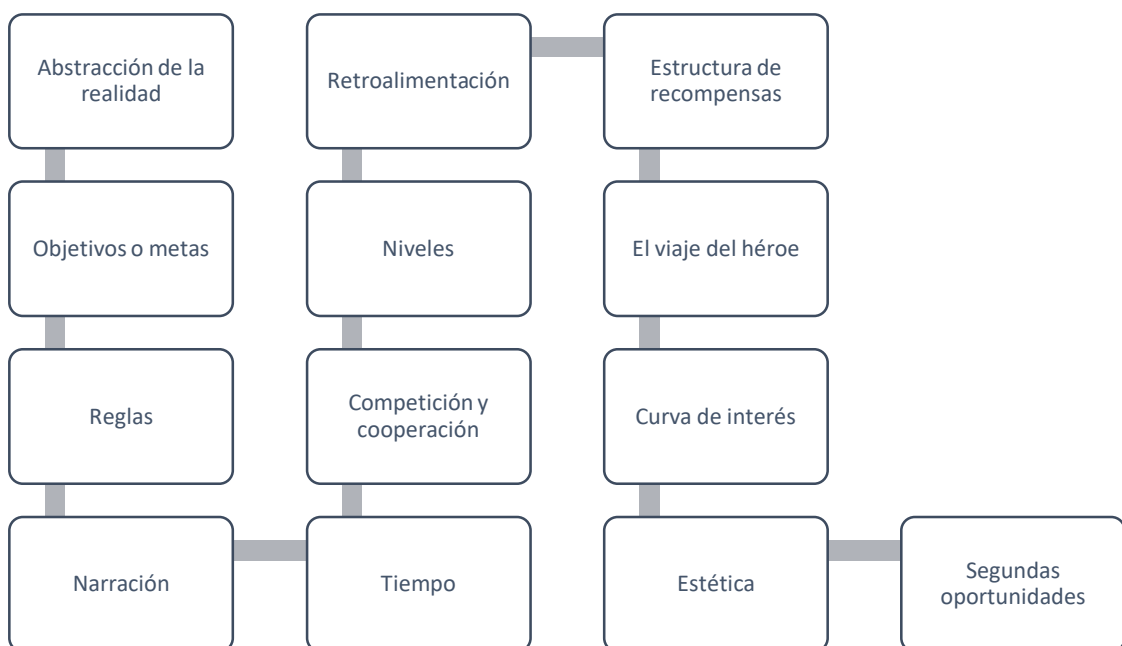 Abstracción de la
realidad
Objetivos o metas
Reglas
Narración
Tiempo
Competición y
cooperación
Niveles
Retroalimentación
Estructura de
recompensas
El viaje del héroe
Curva de interés
Estética
Segundas
oportunidades